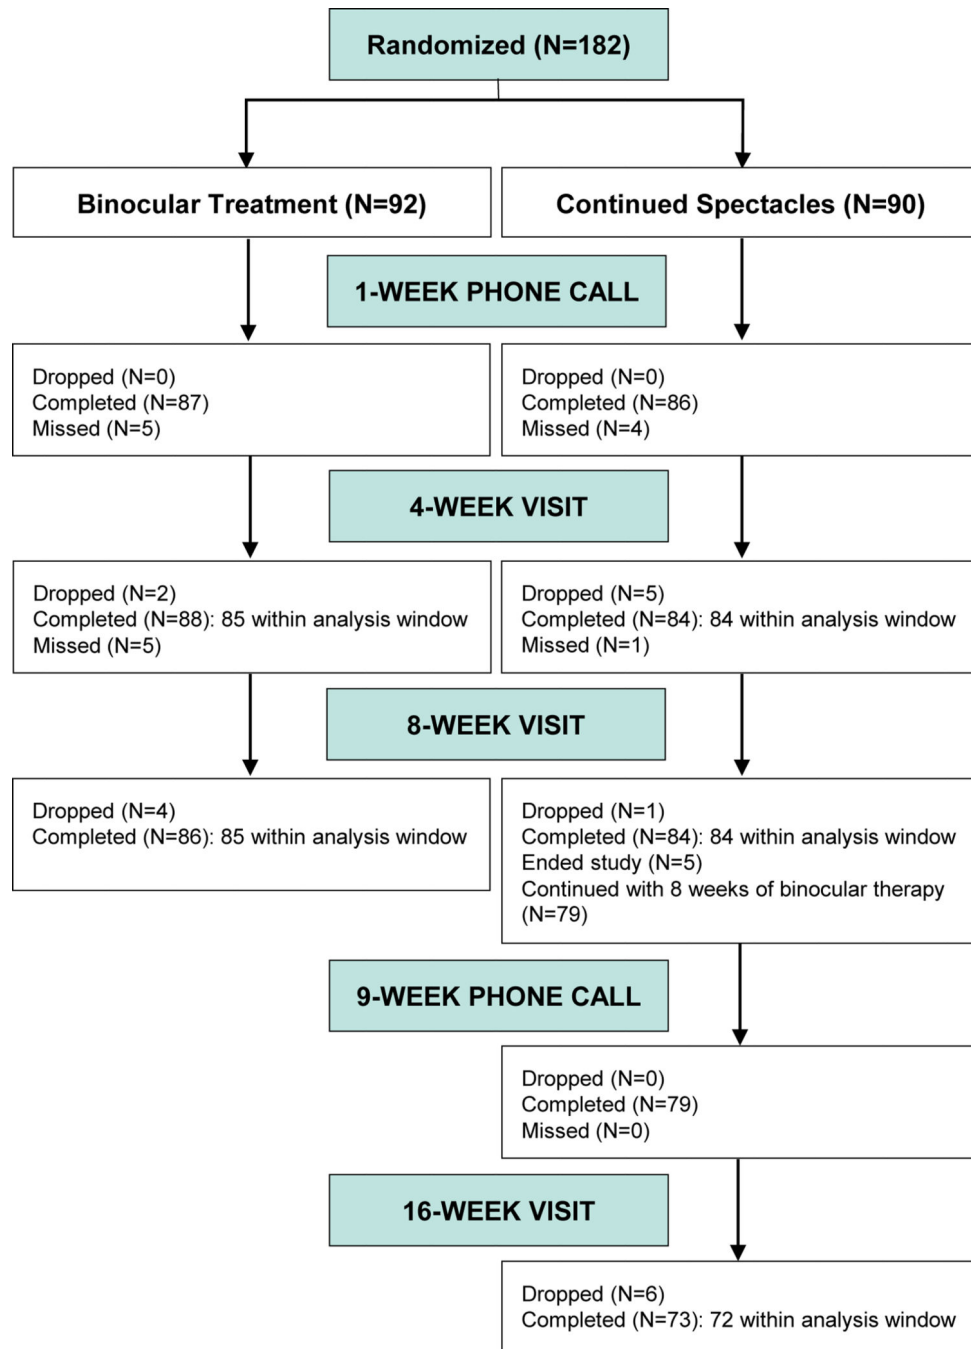 Randomized (N=182)
Binocular Treatment (N=92)
Continued Spectacles (N=90)
1-WEEK PHONE CALL
Dropped (N=0)
Completed (N=87)
Missed (N=5)
Dropped (N=0)
Completed (N=86)
Missed (N=4)
4-WEEK VISIT
Dropped (N=2)
Completed (N=88): 85 within analysis window
Missed (N=5)
Dropped (N=5)
Completed (N=84): 84 within analysis window
Missed (N=1)
8-WEEK VISIT
Dropped (N=4)
Completed (N=86): 85 within analysis window
Dropped (N=1)
Completed (N=84): 84 within analysis window
Ended study (N=5)
Continued with 8 weeks of binocular therapy
(N=79)
9-WEEK PHONE CALL
Dropped (N=0)
Completed (N=79)
Missed (N=0)
16-WEEK VISIT
Dropped (N=6)
Completed (N=73): 72 within analysis window